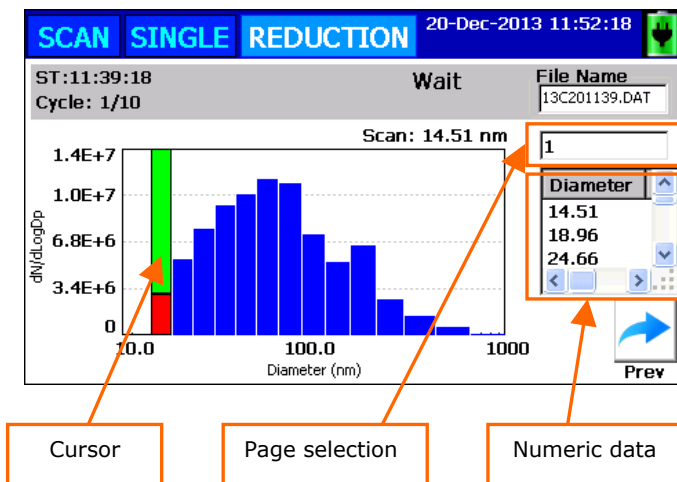 SCAN SINGLE REDUCTION 20-Dec-2013 11:52:18
ST:11:39:18 Wait File Name
Cycle: 1/10 13C201139.DAT
Scan: 14.51 nm 1
1.4E+7
1.0E+7
6.8E+6
3.4E+6
0
dN/dLogDp
10.0 100.0 1000
Diameter (nm)
Diameter
14.51
18.96
24.66
Prev
Cursor Page selection Numeric data